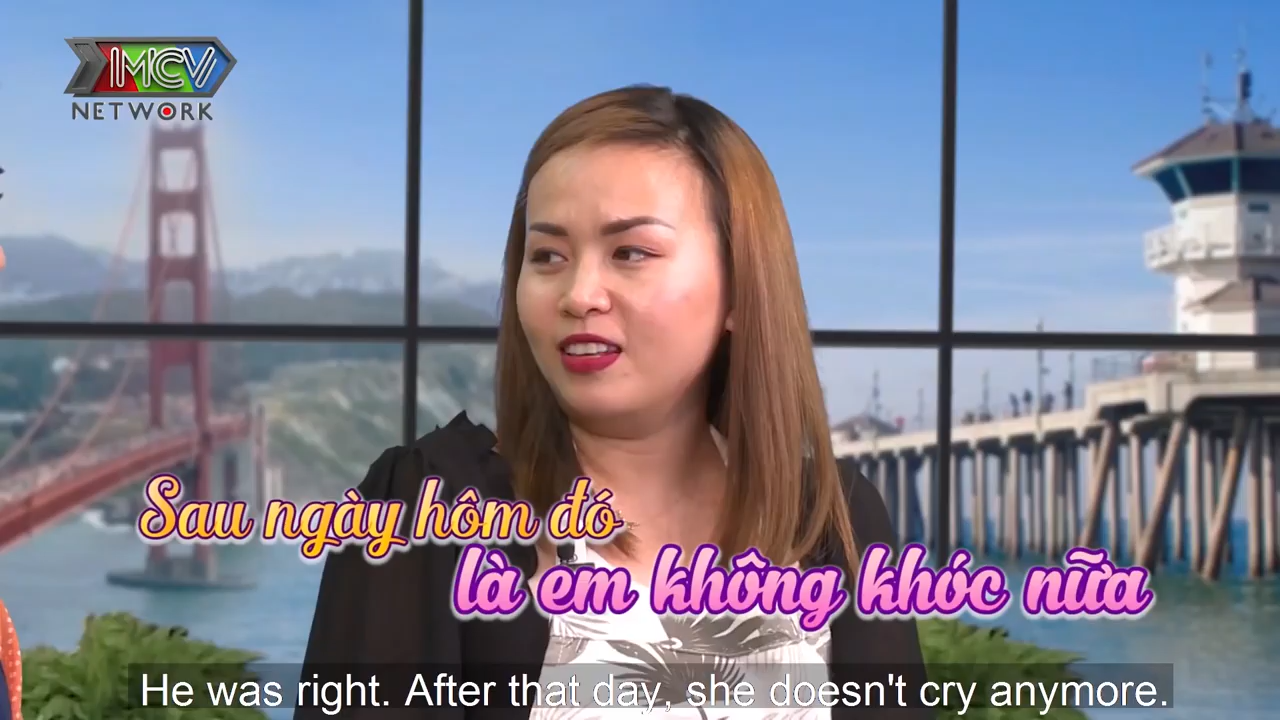 MCV
NETWORK
Sau ngày hôm đó
là em không khóc nữa
He was right. After that day, she doesn't cry anymore.